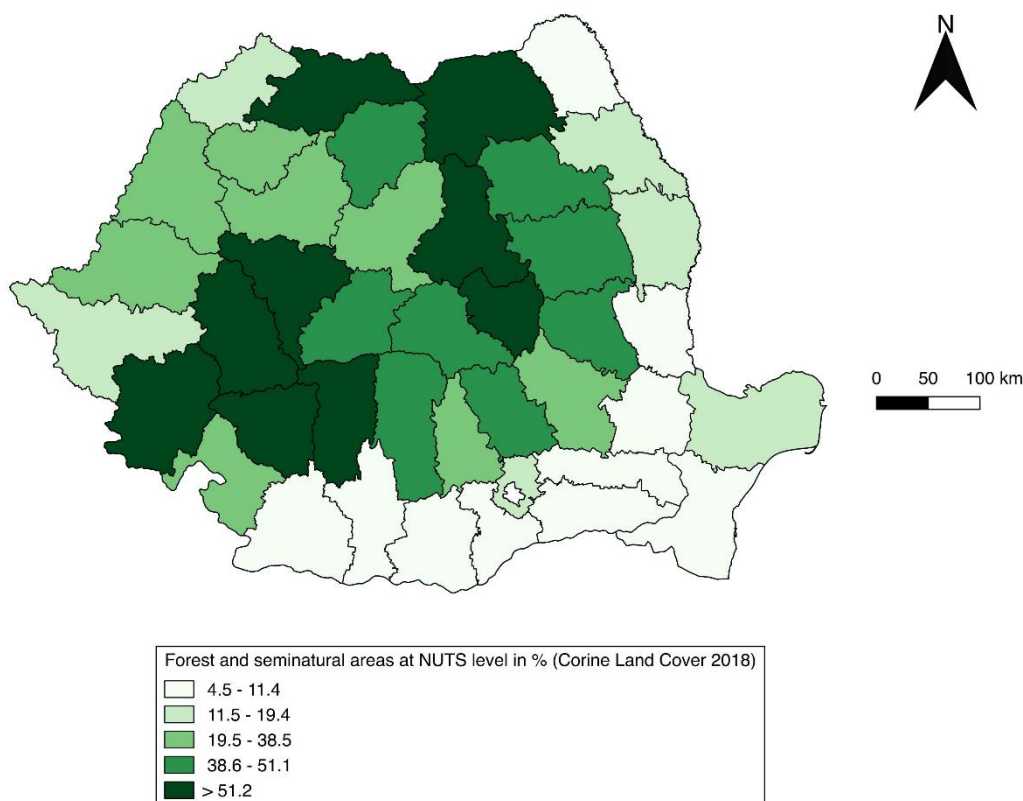 N
0 50 100 km
Forest and seminatural areas at NUTS level in % (Corine Land Cover 2018)
4.5 - 11.4
11.5 - 19.4
19.5 - 38.5
38.6 - 51.1
> 51.2